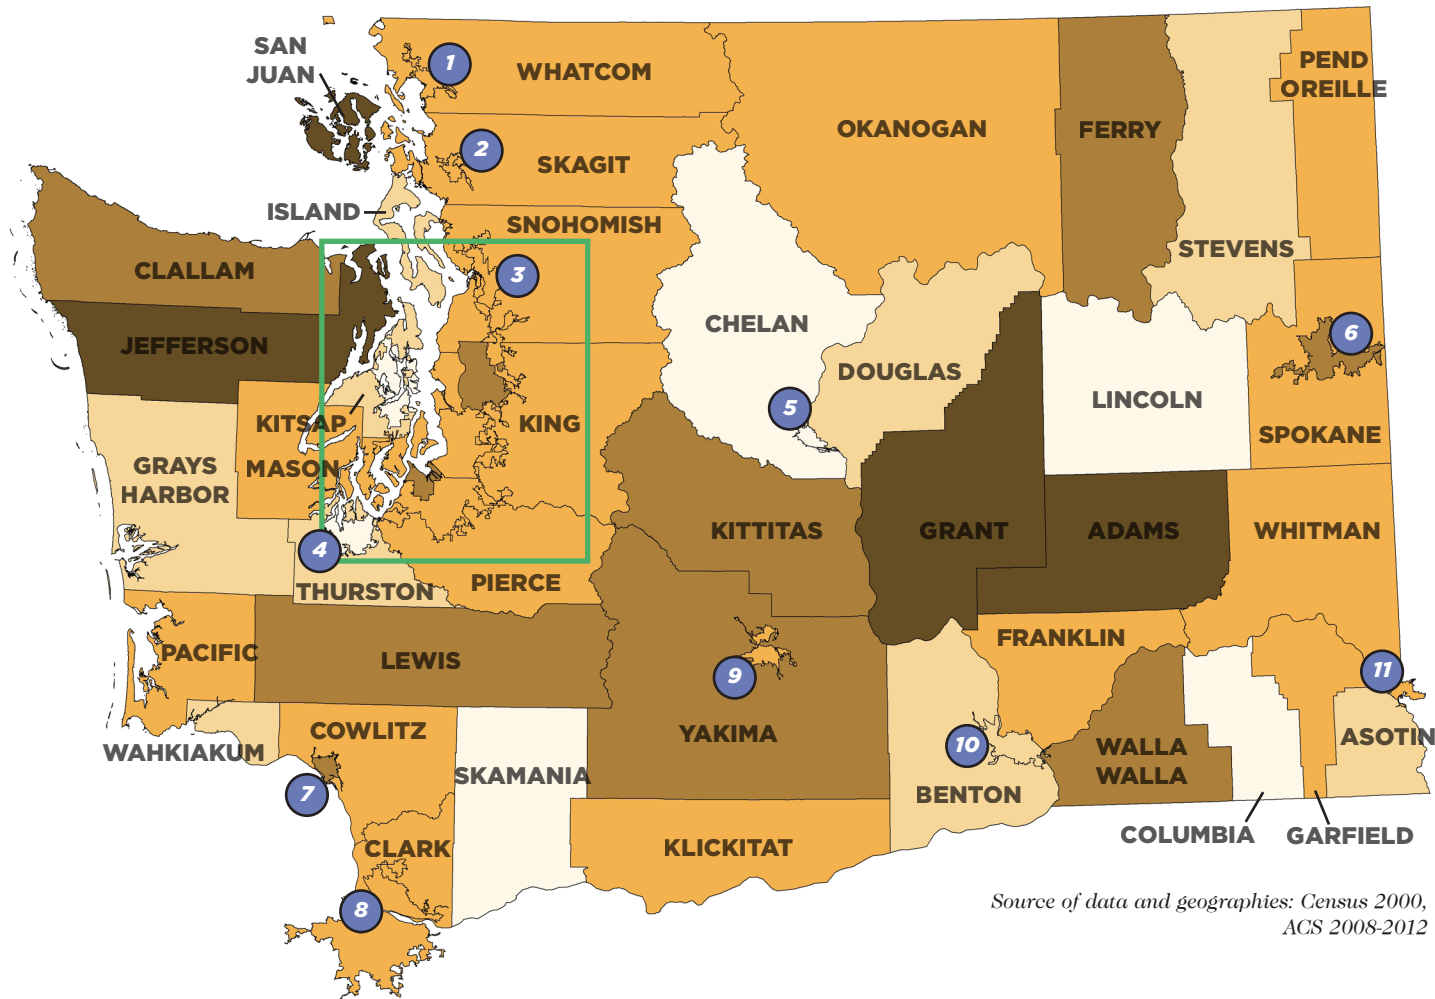 SAN
JUAN
1
WHATCOM
PEND
OREILLE
OKANOGAN
FERRY
2
SKAGIT
ISLAND
SNOHOMISH
STEVENS
CLALLAM
3
CHELAN
6
JEFFERSON
DOUGLAS
LINCOLN
5
KITSAP
KING
SPOKANE
GRAYS
HARBOR
MASON
KITTITAS
GRANT
ADAMS
WHITMAN
4
THURSTON
PIERCE
FRANKLIN
PACIFIC
LEWIS
9
11
COWLITZ
YAKIMA
WAHKIAKUM
10
WALLA
WALLA
ASOTIN
SKAMANIA
7
BENTON
COLUMBIA
GARFIELD
CLARK
KLICKITAT
8
Source of data and geographies: Census 2000,
ACS 2008-2012